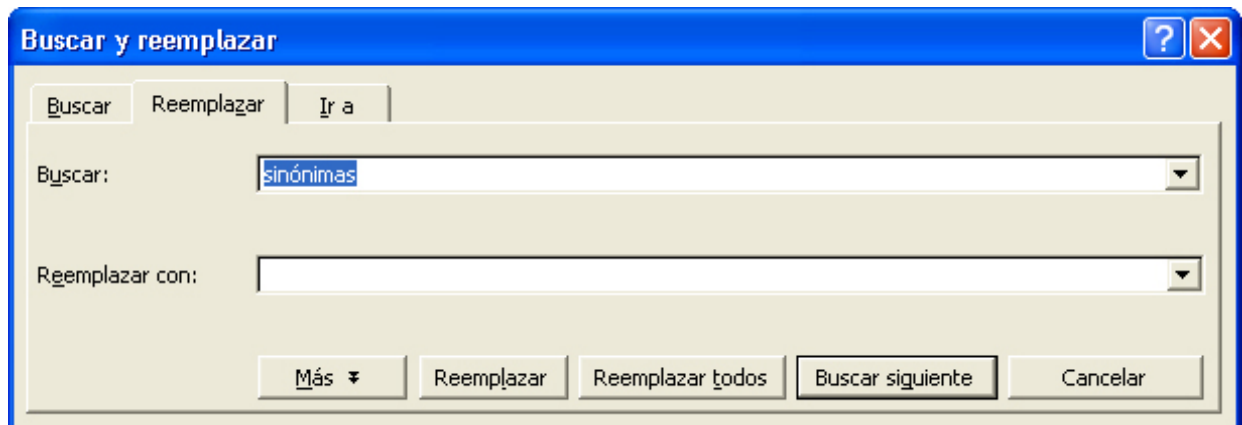 Buscar y reemplazar
Buscar Reemplazar Ir a
Buscar: sinónimas
Reemplazar con:
Más Reemplazar Reemplazar todos Buscar siguiente Cancelar